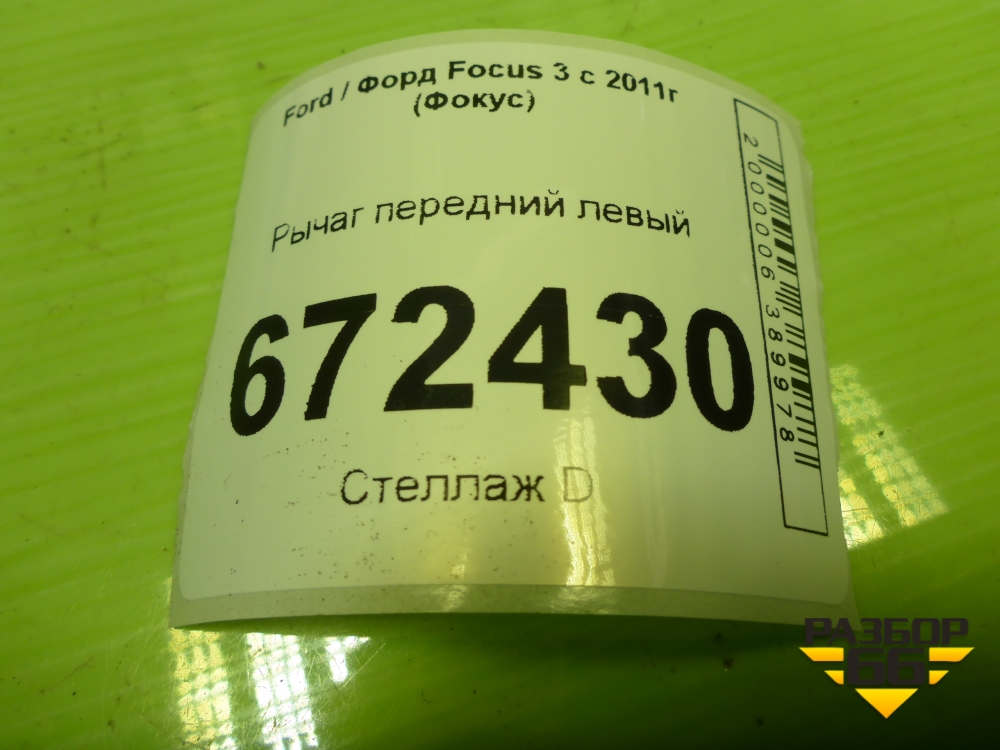 Ford / Форд Focus 3 с 2011г
(Фокус)
Рычаг передний левый
672430
Стеллаж D
2000006389978
РАЗБОР
66